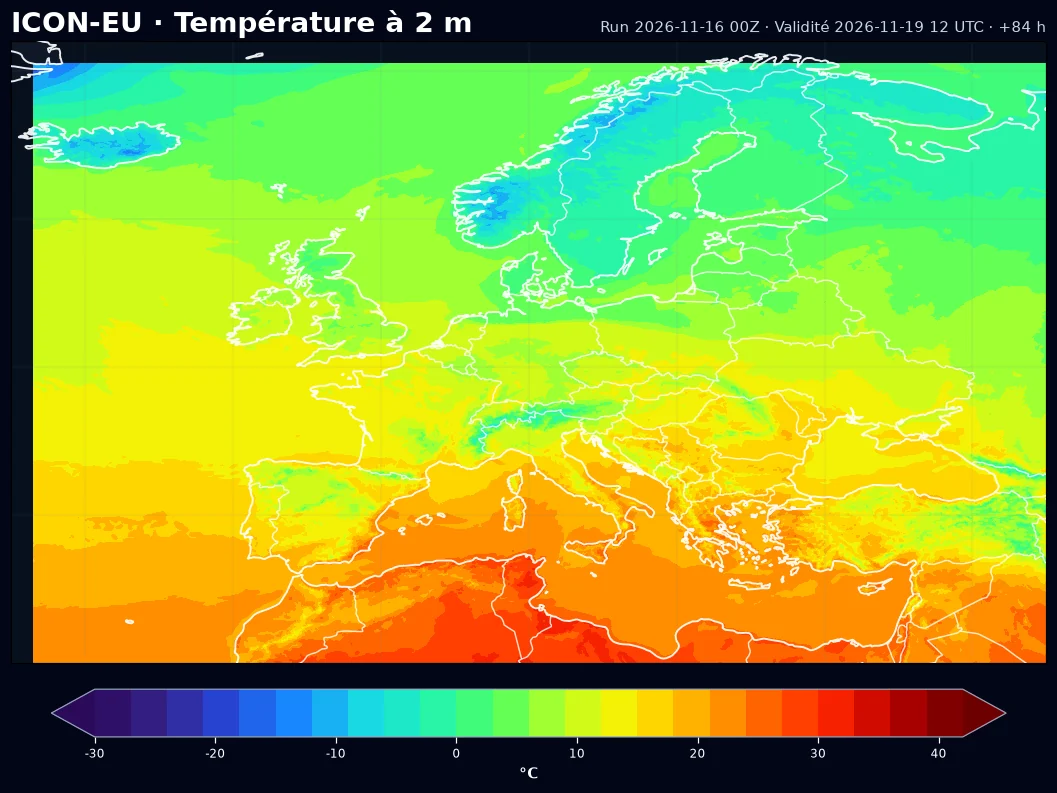 ICON-EU · Température à 2 m
Run 2026-11-16 00Z · Validité 2026-11-19 12 UTC · +84 h
-30 -20 -10 0 10 20 30 40
°C